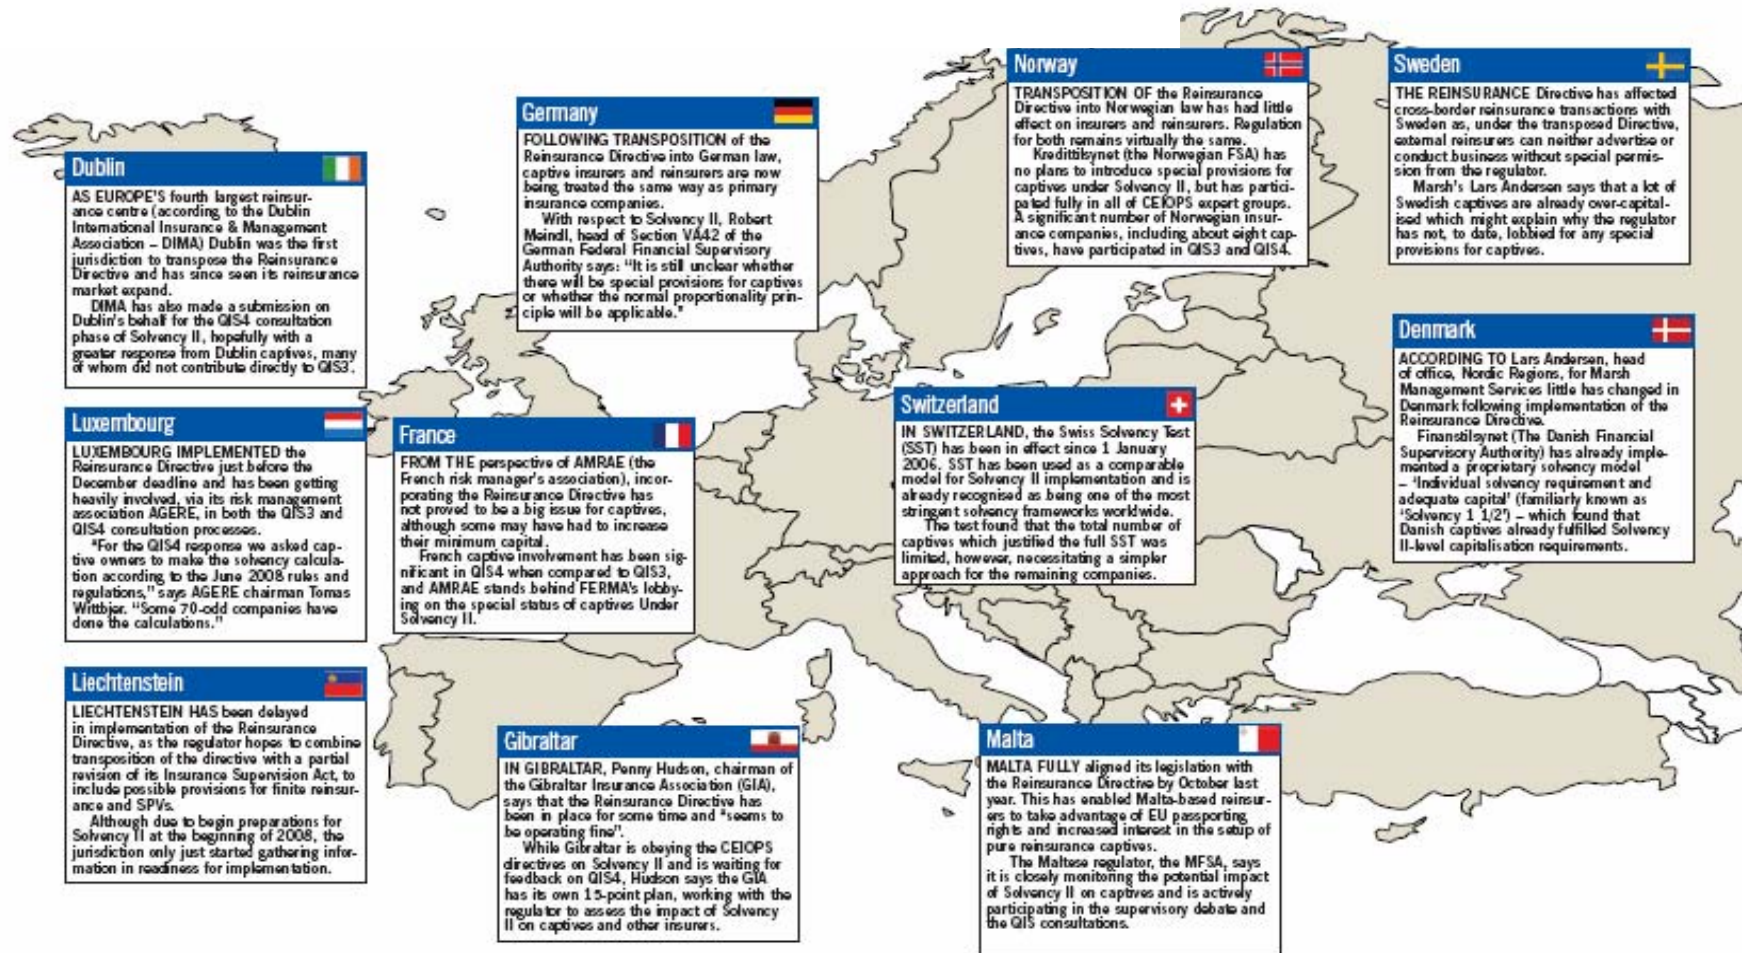 Dublin
AS EUROPE'S fourth largest reinsur-
ance centre (according to the Dublin
International Insurance & Management
Association – DIMA) Dublin was the first
jurisdiction to transpose the Reinsurance
Directive and has since seen its reinsurance
market expand.
DIMA has also made a submission on
Dublin's behalf for the QIS4 consultation
phase of Solvency II, hopefully with a
greater response from Dublin captives, many
of whom did not contribute directly to QIS3.
Germany
FOLLOWING TRANSPOSITION of the
Reinsurance Directive into German law,
captive insurers and reinsurers are now
being treated the same way as primary
insurance companies.
With respect to Solvency II, Robert
Meindl, head of Section VA42 of the
German Federal Financial Supervisory
Authority says: "It is still unclear whether
there will be special provisions for captives
or whether the normal proportionality prin-
ciple will be applicable."
Norway
TRANSPOSITION OF the Reinsurance
Directive into Norwegian law has had little
effect on insurers and reinsurers. Regulation
for both remains virtually the same.
Kredittilsynet (the Norwegian FSA) has
no plans to introduce special provisions for
captives under Solvency II, but has partici-
pated fully in all of CEIOPS expert groups.
A significant number of Norwegian insur-
ance companies, including about eight cap-
tives, have participated in QIS3 and QIS4.
Sweden
THE REINSURANCE Directive has affected
cross-border reinsurance transactions with
Sweden as, under the transposed Directive,
external reinsurers can neither advertise or
conduct business without special permis-
sion from the regulator.
Marsh's Lars Andersen says that a lot of
Swedish captives are already over-capital-
ised which might explain why the regulator
has not, to date, lobbied for any special
provisions for captives.
Luxembourg
LUXEMBOURG IMPLEMENTED the
Reinsurance Directive just before the
December deadline and has been getting
heavily involved, via its risk management
association AGERE, in both the QIS3 and
QIS4 consultation processes.
"For the QIS4 response we asked cap-
tive owners to make the solvency calcula-
tion according to the June 2008 rules and
regulations," says AGERE chairman Tomas
Wittbjer. "Some 70-odd companies have
done the calculations."
France
FROM THE perspective of AMRAE (the
French risk manager's association), incor-
porating the Reinsurance Directive has
not proved to be a big issue for captives,
although some may have had to increase
their minimum capital.
French captive involvement has been sig-
nificant in QIS4 when compared to QIS3,
and AMRAE stands behind FERMA's lobby-
ing on the special status of captives Under
Solvency II."
Switzerland
IN SWITZERLAND, the Swiss Solvency Test
(SST) has been in effect since 1 January
2006. SST has been used as a comparable
model for Solvency II implementation and is
already recognised as being one of the most
stringent solvency frameworks worldwide.
The test found that the total number of
captives which justified the full SST was
limited, however, necessitating a simpler
approach for the remaining companies.
Denmark
ACCORDING TO Lars Andersen, head
of office, Nordic Regions, for Marsh
Management Services little has changed in
Denmark following implementation of the
Reinsurance Directive.
Finanstilsynet (The Danish Financial
Supervisory Authority) has already imple-
mented a proprietary solvency model
– 'Individual solvency requirement and
adequate capital' (familiarly known as
'Solvency 1 1/2') – which found that
Danish captives already fulfilled Solvency
II-level capitalisation requirements.
Liechtenstein
LIECHTENSTEIN HAS been delayed
in implementation of the Reinsurance
Directive, as the regulator hopes to combine
transposition of the directive with a partial
revision of its Insurance Supervision Act, to
include possible provisions for finite reinsur-
ance and SPVs.
Although due to begin preparations for
Solvency II at the beginning of 2008, the
jurisdiction only just started gathering infor-
mation in readiness for implementation.
Gibraltar
IN GIBRALTAR, Penny Hudson, chairman of
the Gibraltar Insurance Association (GIA),
says that the Reinsurance Directive has
been in place for some time and "seems to
be operating fine".
While Gibraltar is obeying the CEIOPS
directives on Solvency II and is waiting for
feedback on QIS4, Hudson says the GIA
has its own 15-point plan, working with the
regulator to assess the impact of Solvency
II on captives and other insurers.
Malta
MALTA FULLY aligned its legislation with
the Reinsurance Directive by October last
year. This has enabled Malta-based reinsur-
ers to take advantage of EU passporting
rights and increased interest in the setup of
pure reinsurance captives.
The Maltese regulator, the MFSA, says
it is closely monitoring the potential impact
of Solvency II on captives and is actively
participating in the supervisory debate and
the QIS consultations.